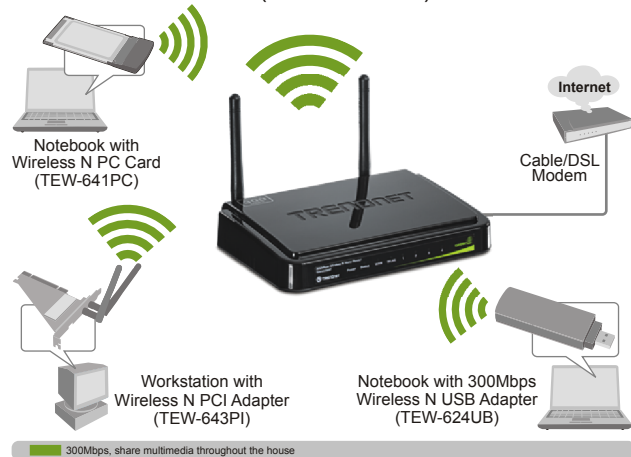 Internet
Notebook with
Wireless N PC Card
(TEW-641PC)
Cable/DSL
Modem
TRENDNET
TRENDNET
Workstation with
Wireless N PCI Adapter
(TEW-643PI)
Notebook with 300Mbps
Wireless N USB Adapter
(TEW-624UB)
300Mbps, share multimedia throughout the house